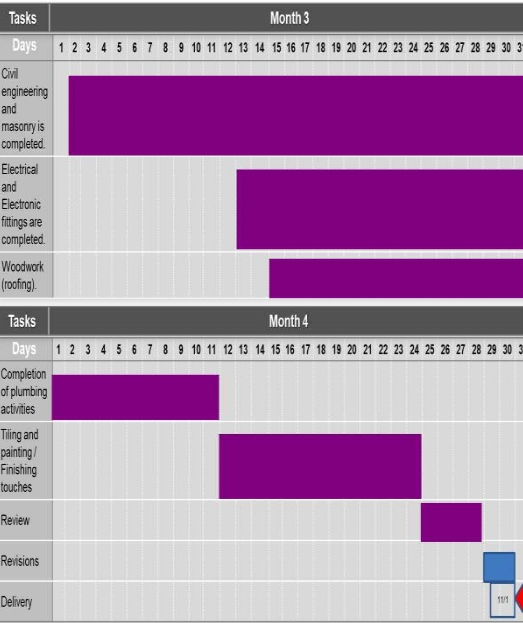 Tasks Month 3
Days 1 2 3 4 5 6 7 8 9 10 11 12 13 14 15 16 17 18 19 20 21 22 23 24 25 26 27 28 29 30 31
Civil
engineering
and
masonry is
completed.
Electrical
and
Electronic
fittings are
completed.
Woodwork
(roofing).
Tasks Month 4
Days 1 2 3 4 5 6 7 8 9 10 11 12 13 14 15 16 17 18 19 20 21 22 23 24 25 26 27 28 29 30 3
Completion
of plumbing
activities
Tiling and
painting /
Finishing
touches
Review
Revisions
Delivery 11/1